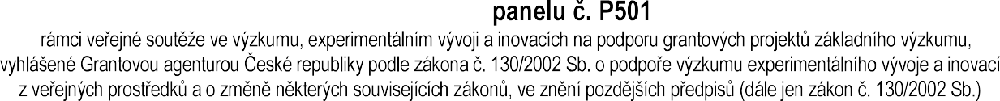 panelu č. P501
rámci veřejné soutěže ve výzkumu, experimentálním vývoji a inovacích na podporu grantových projektů základního výzkumu,
vyhlášené Grantovou agenturou České republiky podle zákona č. 130/2002 Sb. o podpoře výzkumu experimentálního vývoje a inovací
z veřejných prostředků a o změně některých souvisejících zákonů, ve znění pozdějších předpisů (dále jen zákon č. 130/2002 Sb.)